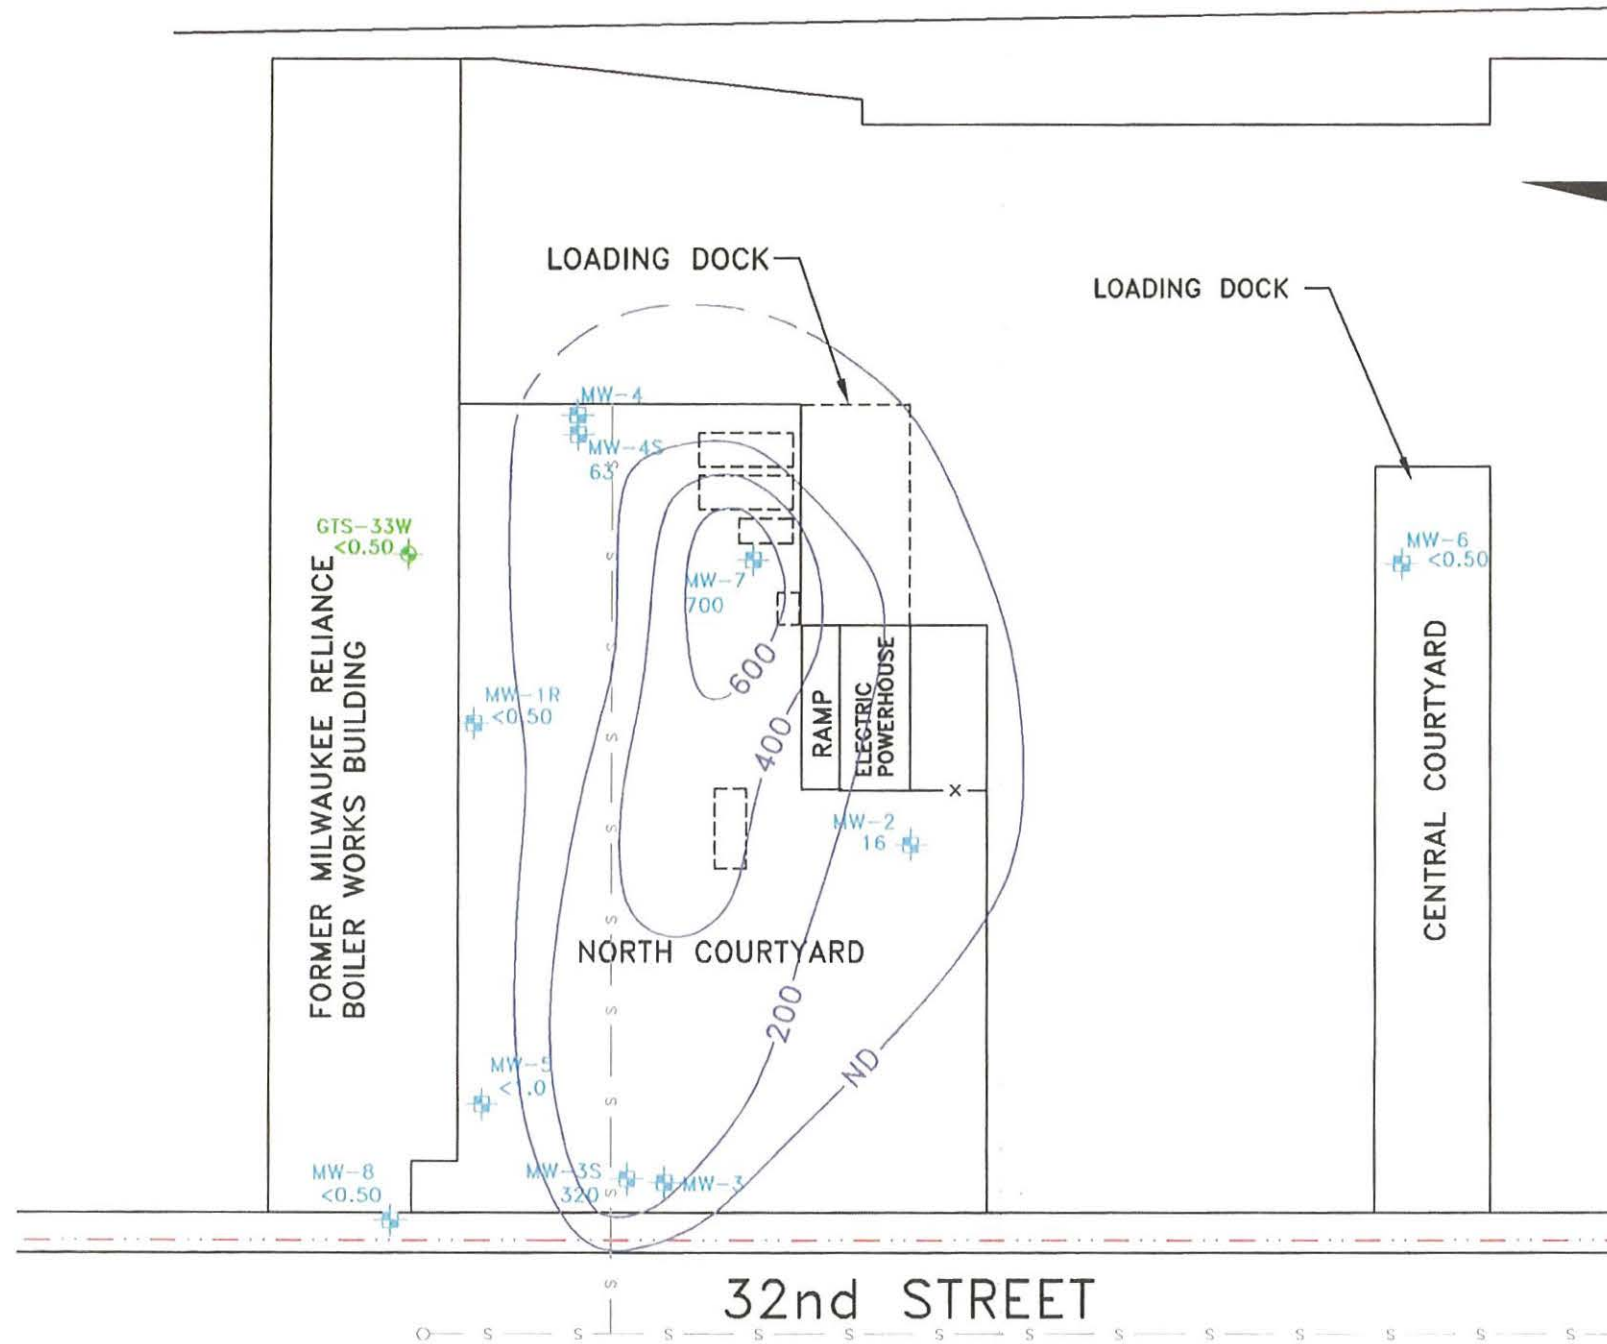 LOADING DOCK
LOADING DOCK
MW-4
MW-4S
63
GTS-33W
<0.50
MW-6
<0.50
MW-7
700
FORMER MILWAUKEE RELIANCE
BOILER WORKS BUILDING
MW-1R
<0.50
600
400
RAMP
ELECTRIC
POWERHOUSE
CENTRAL COURTYARD
X
MW-2
16
NORTH COURTYARD
200
ND
MW-5
MW-8
<0.50
MW-3S
320
MW-3
32nd STREET
S S S S S S S S S S
S S S S S S S S S S S S S